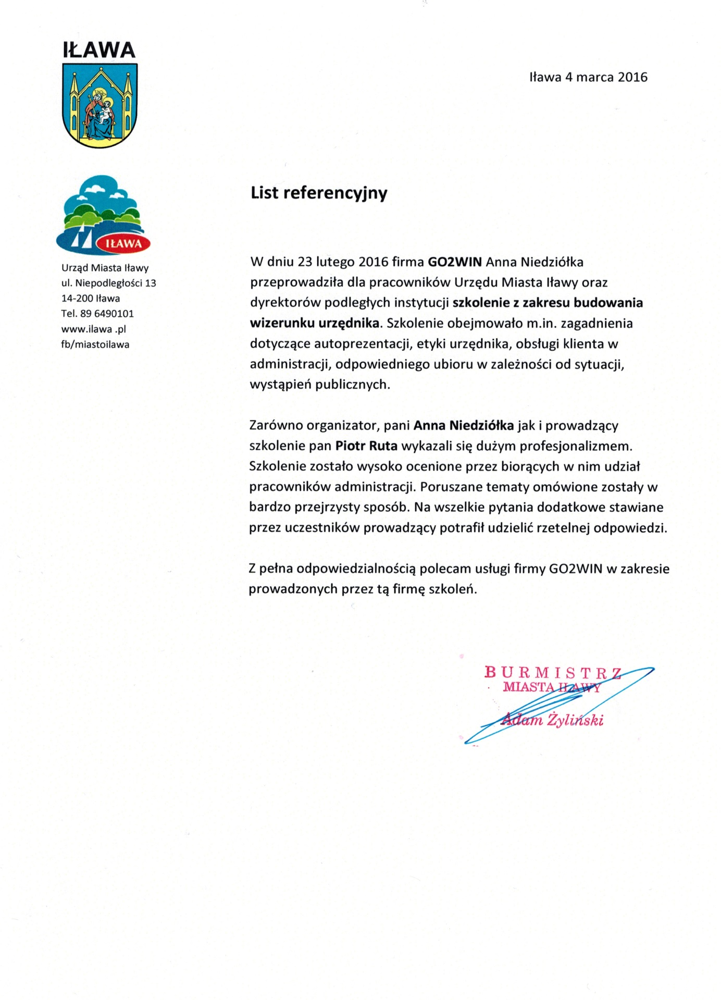 IŁAWA
Iława 4 marca 2016
IŁAWA
Urząd Miasta Iławy
ul. Niepodległości 13
14-200 Iława
Tel. 89 6490101
www.ilawa .pl
fb/miastoilawa
List referencyjny
W dniu 23 lutego 2016 firma GO2WIN Anna Niedziółka
przeprowadziła dla pracowników Urzędu Miasta Iławy oraz
dyrektorów podległych instytucji szkolenie z zakresu budowania
wizerunku urzędnika. Szkolenie obejmowało m.in. zagadnienia
dotyczące autoprezentacji, etyki urzędnika, obsługi klienta w
administracji, odpowiedniego ubioru w zależności od sytuacji,
wystąpień publicznych.
Zarówno organizator, pani Anna Niedziółka jak i prowadzący
szkolenie pan Piotr Ruta wykazali się dużym profesjonalizmem.
Szkolenie zostało wysoko ocenione przez biorących w nim udział
pracowników administracji. Poruszane tematy omówione zostały w
bardzo przejrzysty sposób. Na wszelkie pytania dodatkowe stawiane
przez uczestników prowadzący potrafił udzielić rzetelnej odpowiedzi.
Z pełna odpowiedzialnością polecam usługi firmy GO2WIN w zakresie
prowadzonych przez tą firmę szkoleń.
BURMISTRZ
MIASTA IŁAWY
Adam Żyliński